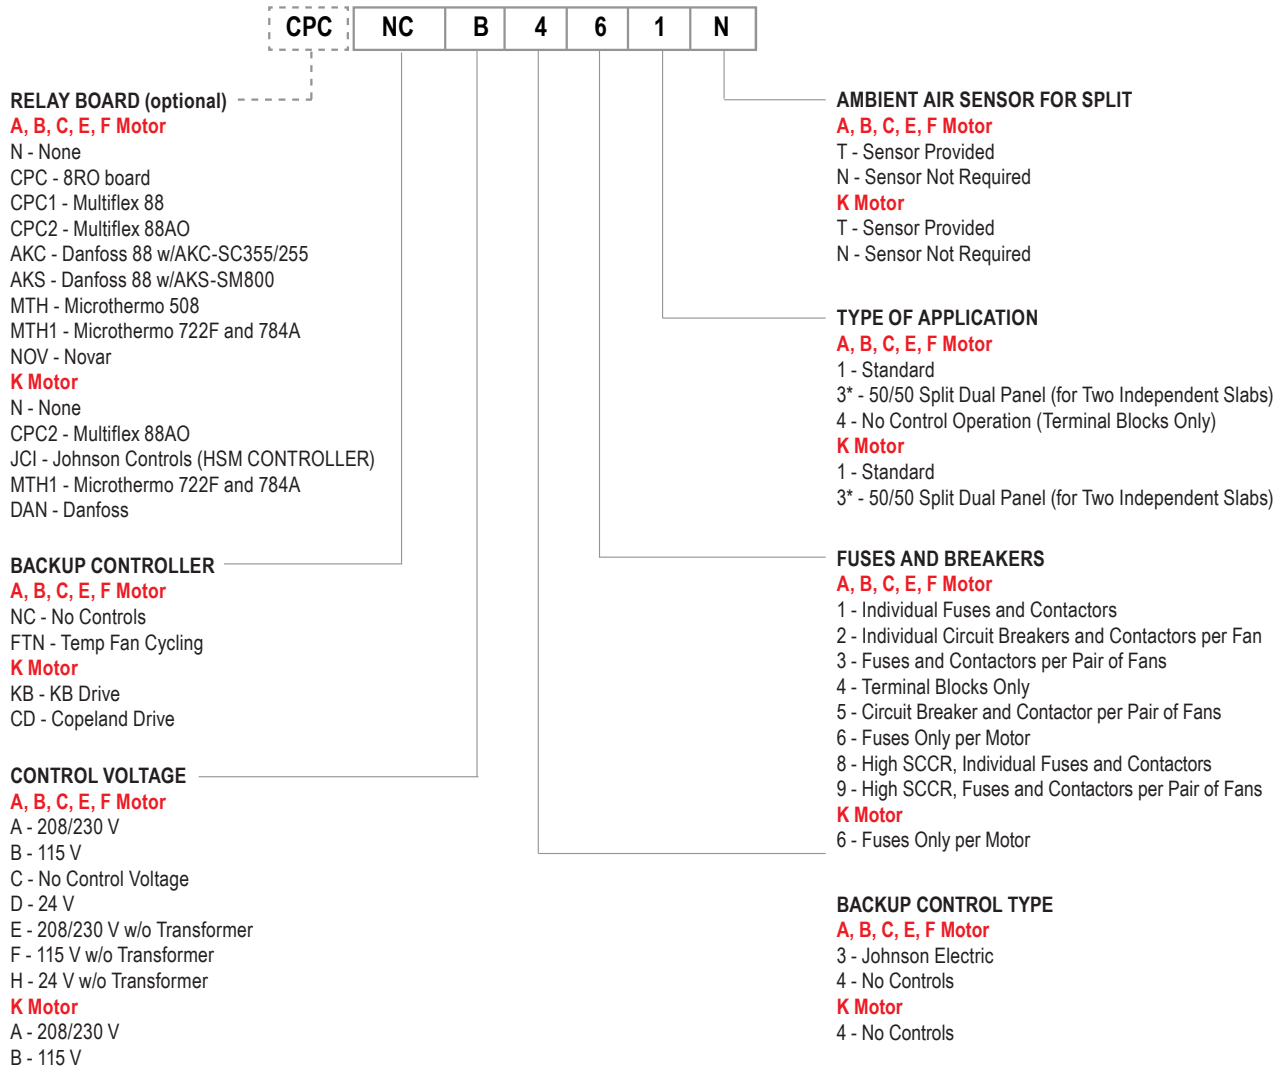 CPC NC B 4 6 1 N
RELAY BOARD (optional)
A, B, C, E, F Motor
N - None
CPC - 8RO board
CPC1 - Multiflex 88
CPC2 - Multiflex 88AO
AKC - Danfoss 88 w/AKC-SC355/255
AKS - Danfoss 88 w/AKS-SM800
MTH - Microthermo 508
MTH1 - Microthermo 722F and 784A
NOV - Novar
K Motor
N - None
CPC2 - Multiflex 88AO
JCI - Johnson Controls (HSM CONTROLLER)
MTH1 - Microthermo 722F and 784A
DAN - Danfoss
BACKUP CONTROLLER
A, B, C, E, F Motor
NC - No Controls
FTN - Temp Fan Cycling
K Motor
KB - KB Drive
CD - Copeland Drive
CONTROL VOLTAGE
A, B, C, E, F Motor
A - 208/230 V
B - 115 V
C - No Control Voltage
D - 24 V
E - 208/230 V w/o Transformer
F - 115 V w/o Transformer
H - 24 V w/o Transformer
K Motor
A - 208/230 V
B - 115 V
AMBIENT AIR SENSOR FOR SPLIT
A, B, C, E, F Motor
T - Sensor Provided
N - Sensor Not Required
K Motor
T - Sensor Provided
N - Sensor Not Required
TYPE OF APPLICATION
A, B, C, E, F Motor
1 - Standard
3* - 50/50 Split Dual Panel (for Two Independent Slabs)
4 - No Control Operation (Terminal Blocks Only)
K Motor
1 - Standard
3* - 50/50 Split Dual Panel (for Two Independent Slabs)
FUSES AND BREAKERS
A, B, C, E, F Motor
1 - Individual Fuses and Contactors
2 - Individual Circuit Breakers and Contactors per Fan
3 - Fuses and Contactors per Pair of Fans
4 - Terminal Blocks Only
5 - Circuit Breaker and Contactor per Pair of Fans
6 - Fuses Only per Motor
8 - High SCCR, Individual Fuses and Contactors
9 - High SCCR, Fuses and Contactors per Pair of Fans
K Motor
6 - Fuses Only per Motor
BACKUP CONTROL TYPE
A, B, C, E, F Motor
3 - Johnson Electric
4 - No Controls
K Motor
4 - No Controls